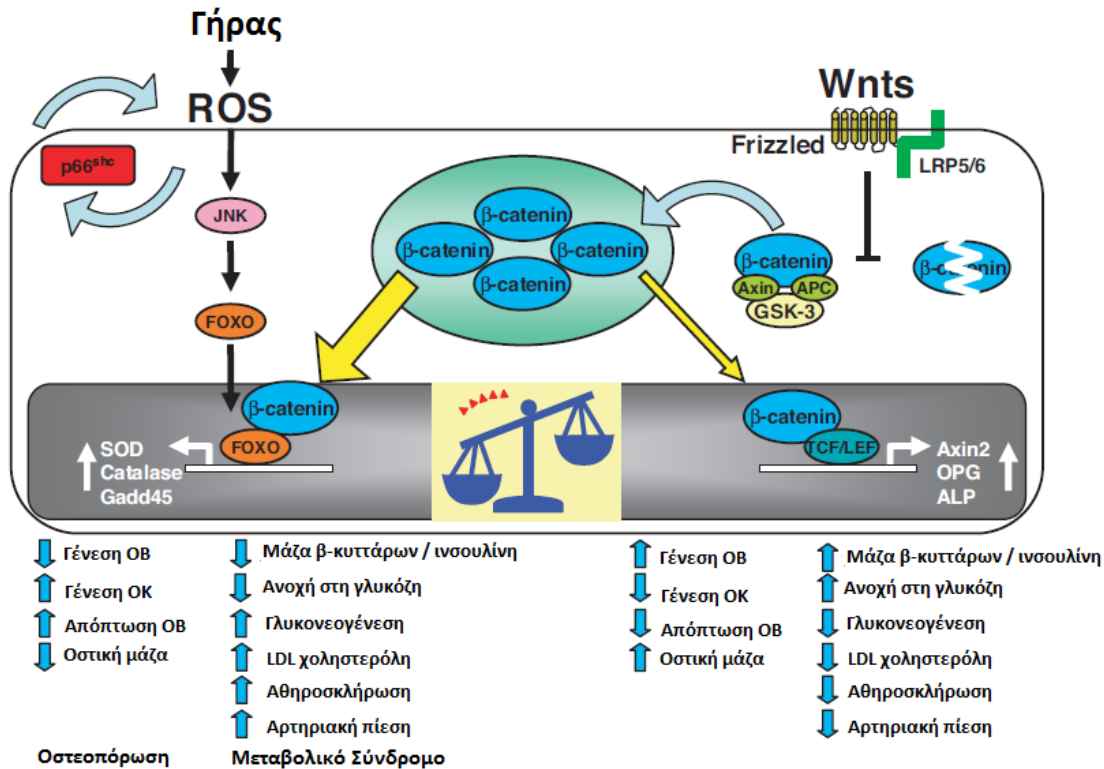 Γήρας
ROS
p66shc
JNK
FOXO
β-catenin
FOXO
SOD
Catalase
Gadd45
β-catenin
β-catenin
β-catenin
β-catenin
Wnts
Frizzled
LRP5/6
β-catenin
Axin
APC
GSK-3
β-catenin
β-catenin
TCF/LEF
Axin2
OPG
ALP
Γένεση ΟΒ
Γένεση ΟΚ
Απόπτωση ΟΒ
Οστική μάζα
Μάζα β-κυττάρων / ινσουλίνη
Ανοχή στη γλυκόζη
Γλυκονεογένεση
LDL χοληστερόλη
Αθηροσκλήρωση
Αρτηριακή πίεση
Γένεση ΟΒ
Γένεση ΟΚ
Απόπτωση ΟΒ
Οστική μάζα
Μάζα β-κυττάρων / ινσουλίνη
Ανοχή στη γλυκόζη
Γλυκονεογένεση
LDL χοληστερόλη
Αθηροσκλήρωση
Αρτηριακή πίεση
Οστεοπόρωση
Μεταβολικό Σύνδρομο